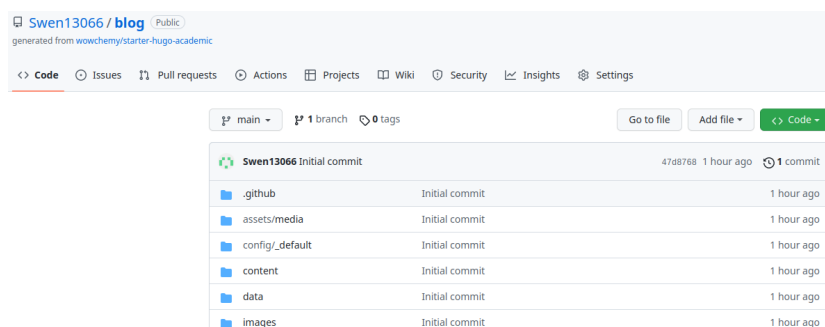 Swen13066 / blog Public
generated from wowchemy/starter-hugo-academic
Code Issues Pull requests Actions Projects Wiki Security Insights Settings
main 1 branch 0 tags Go to file Add file Code
Swen13066 Initial commit 47d8768 1 hour ago 1 commit
.github Initial commit 1 hour ago
assets/media Initial commit 1 hour ago
config/_default Initial commit 1 hour ago
content Initial commit 1 hour ago
data Initial commit 1 hour ago
images Initial commit 1 hour ago